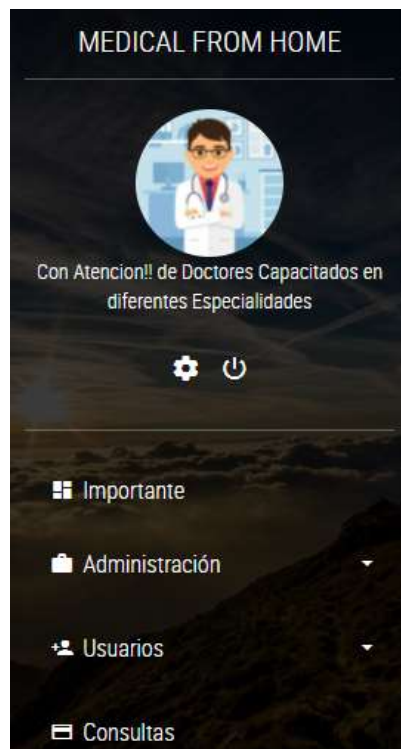 MEDICAL FROM HOME
Con Atencion!! de Doctores Capacitados en
diferentes Especialidades
Importante
Administración
Usuarios
Consultas